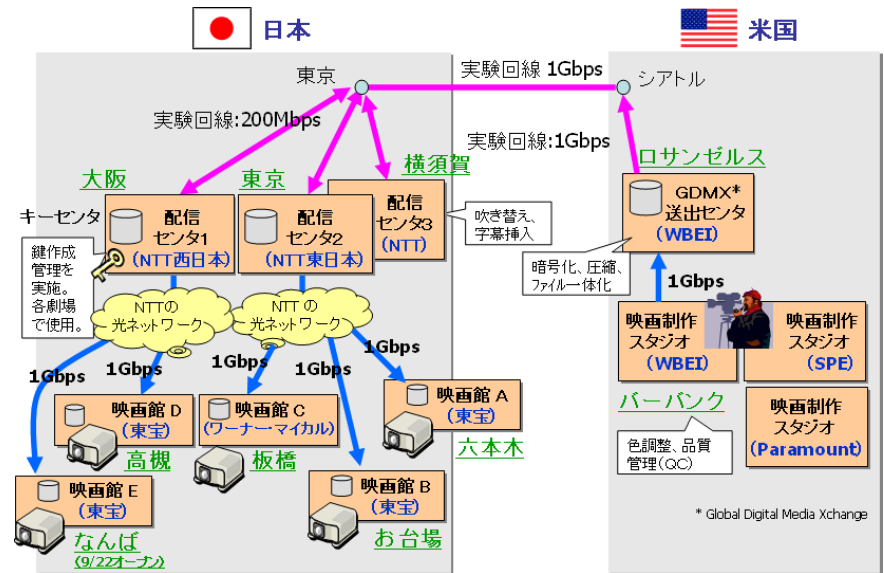 日本
米国
東京
実験回線 1Gbps
シアトル
実験回線:200Mbps
実験回線:1Gbps
大阪
東京
横須賀
ロサンゼルス
キーセンタ
配信
センタ1
(NTT西日本)
配信
センタ2
(NTT東日本)
配信
センタ3
(NTT)
吹き替え、
字幕挿入
GDMX*
送出センタ
(WBEI)
鍵作成
管理を
実施。
各劇場
で使用。
暗号化、圧縮、
ファイル一体化
1Gbps
NTTの
光ネットワーク
NTTの
光ネットワーク
映画制作
スタジオ
(WBEI)
映画制作
スタジオ
(SPE)
1Gbps
1Gbps
1Gbps
1Gbps
1Gbps
映画館 D
(東宝)
高槻
映画館 C
(ワーナー・マイカル)
板橋
映画館 A
(東宝)
六本木
バーバンク
映画制作
スタジオ
(Paramount)
色調整、品質
管理(QC)
映画館 E
(東宝)
なんば
(9/22オープン)
映画館 B
(東宝)
お台場
* Global Digital Media Xchange